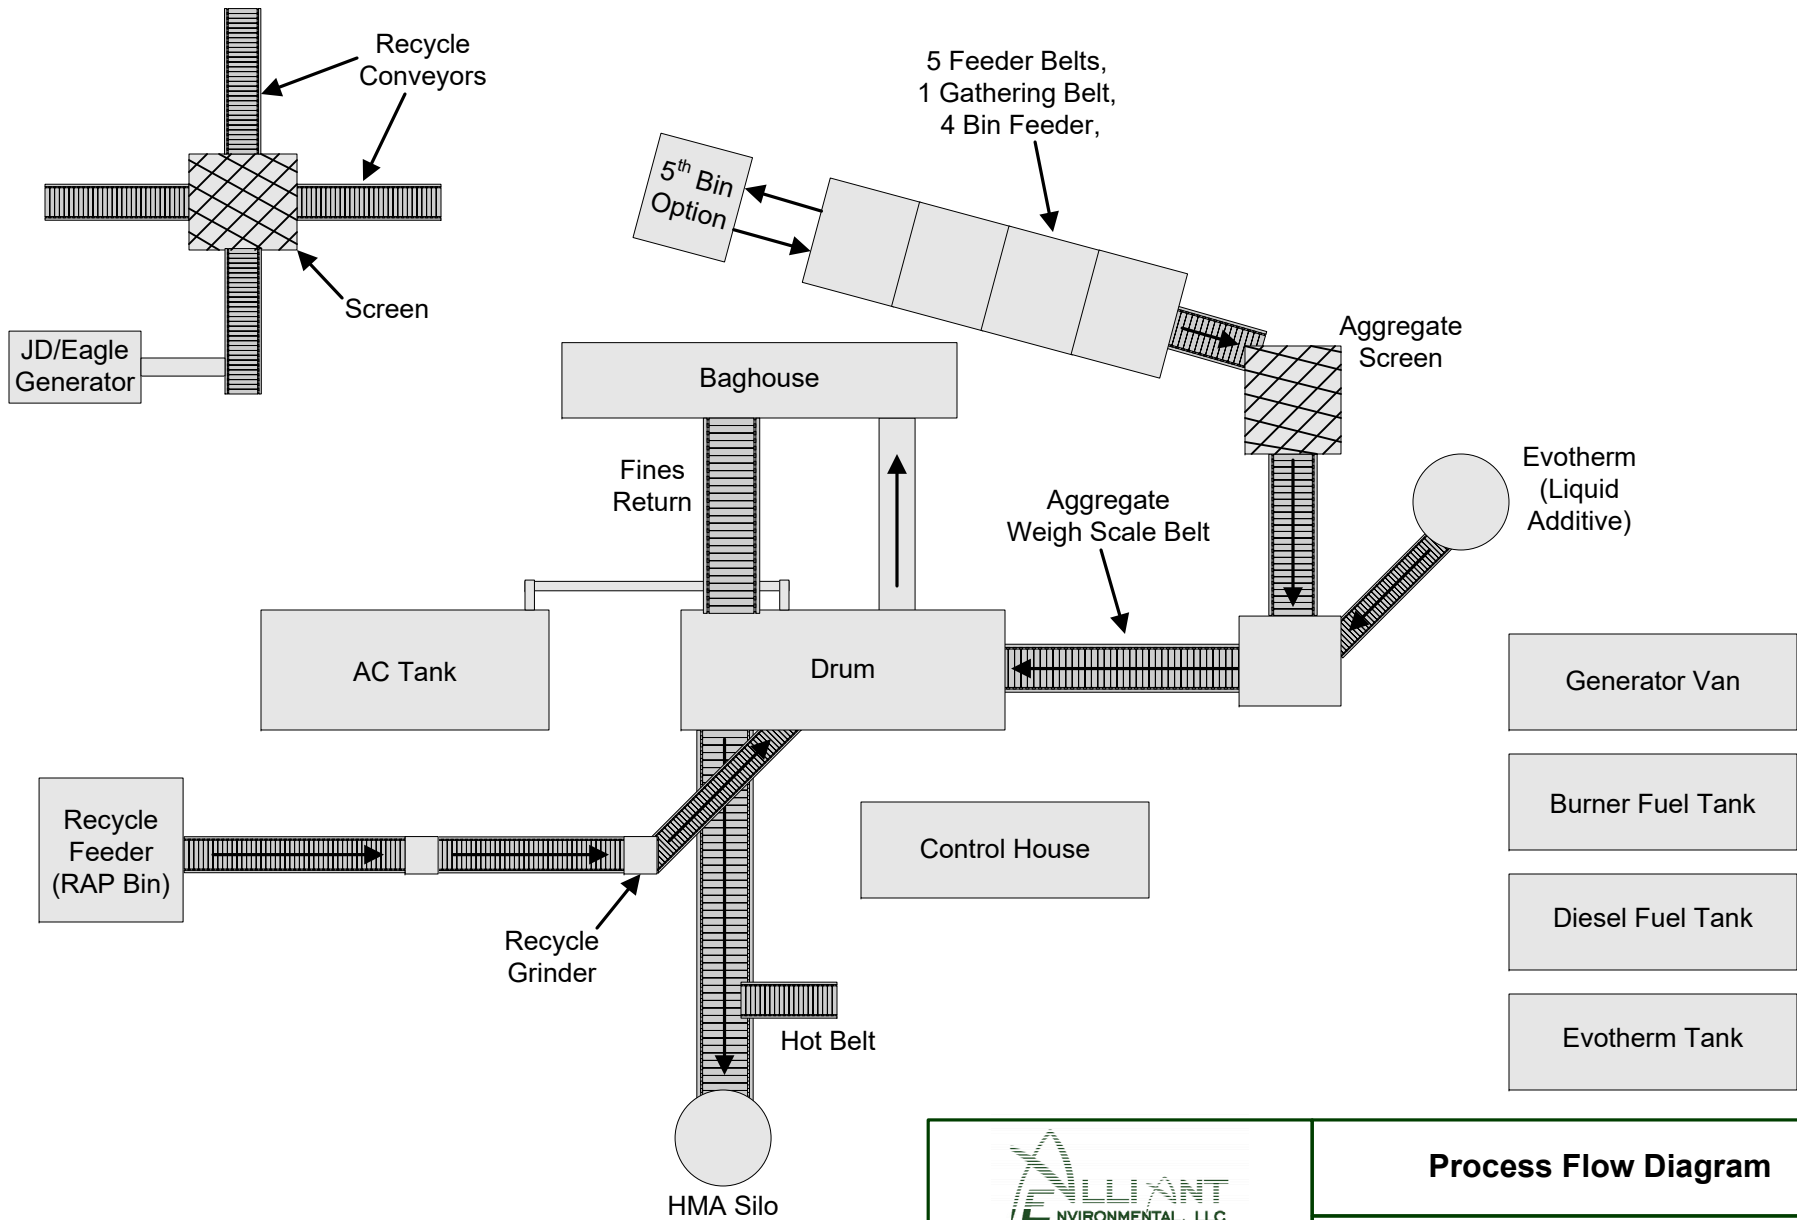 Recycle
Conveyors
5 Feeder Belts,
1 Gathering Belt,
4 Bin Feeder,
5th Bin
Option
Screen
JD/Eagle
Generator
Aggregate
Screen
Baghouse
Fines
Return
Aggregate
Weigh Scale Belt
Evotherm
(Liquid
Additive)
AC Tank
Drum
Generator Van
Recycle
Feeder
(RAP Bin)
Control House
Burner Fuel Tank
Recycle
Grinder
Diesel Fuel Tank
Hot Belt
Evotherm Tank
HMA Silo
ALLIANT
ENVIRONMENTAL, LLC
Process Flow Diagram